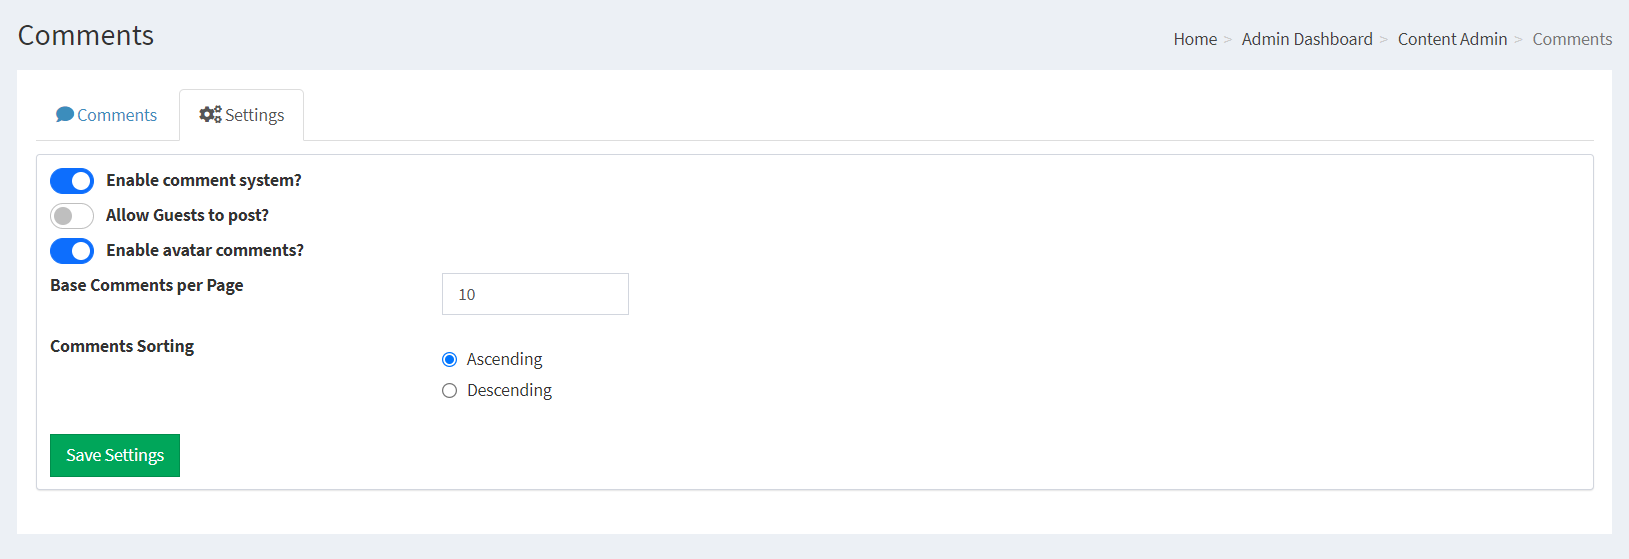 Comments
Home > Admin Dashboard > Content Admin > Comments
Comments Settings
Enable comment system?
Allow Guests to post?
Enable avatar comments?
Base Comments per Page 10
Comments Sorting
Ascending
Descending
Save Settings